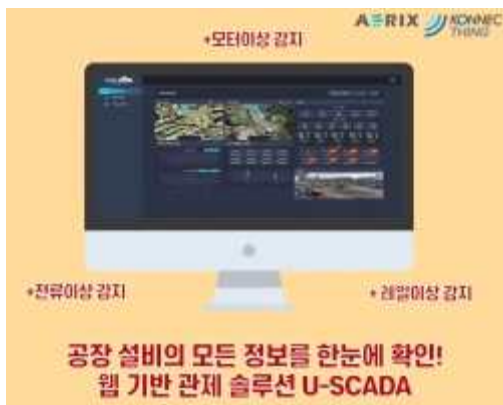 AERIX KONNEC THING
+모터이상 감지
+전류이상 감지
+ 레일이상 감지
공장 설비의 모든 정보를 한눈에 확인!
웹 기반 관제 솔루션 U-SCADA